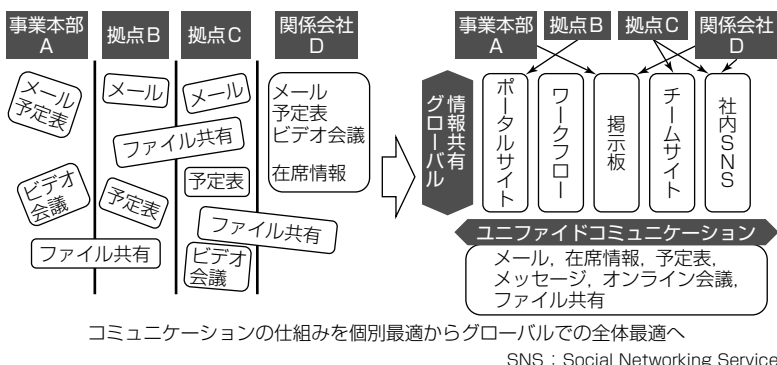 事業本部
A
拠点B
拠点C
関係会社
D
メール
予定表
メール
メール
メール
予定表
ビデオ会議
在席情報
ファイル共有
ビデオ
会議
予定表
予定表
ファイル共有
ファイル共有
ビデオ
会議
事業本部
A
拠点B
拠点C
関係会社
D
グローバル
情報共有
ポータルサイト
ワークフロー
掲示板
チームサイト
社内SNS
ユニファイドコミュニケーション
メール，在席情報，予定表，
メッセージ，オンライン会議，
ファイル共有
コミュニケーションの仕組みを個別最適からグローバルでの全体最適へ
SNS：Social Networking Service